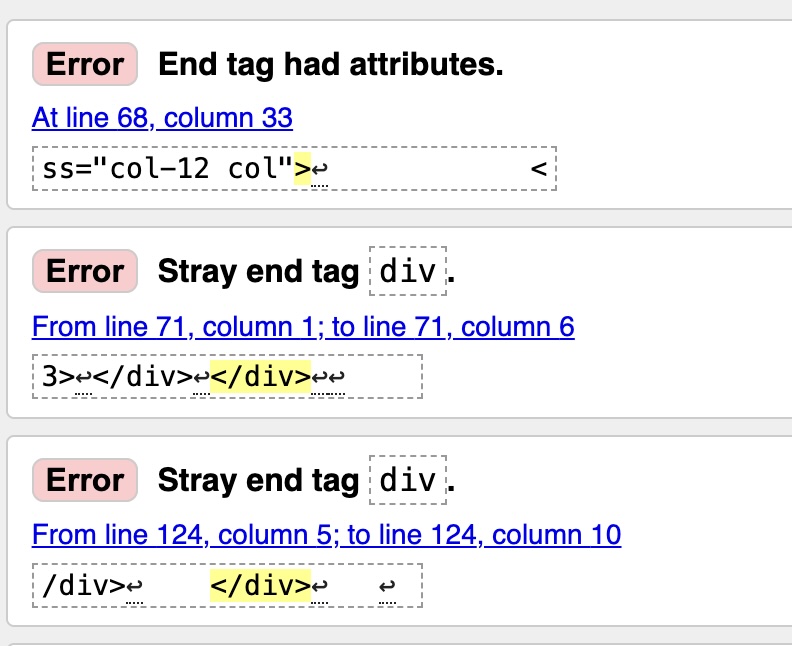 Error End tag had attributes.
At line 68, column 33
ss="col-12 col">↩ <
Error Stray end tag div.
From line 71, column 1; to line 71, column 6
3>↩</div>↩</div>↩↩
Error Stray end tag div.
From line 124, column 5; to line 124, column 10
/div>↩ </div>↩ ↩